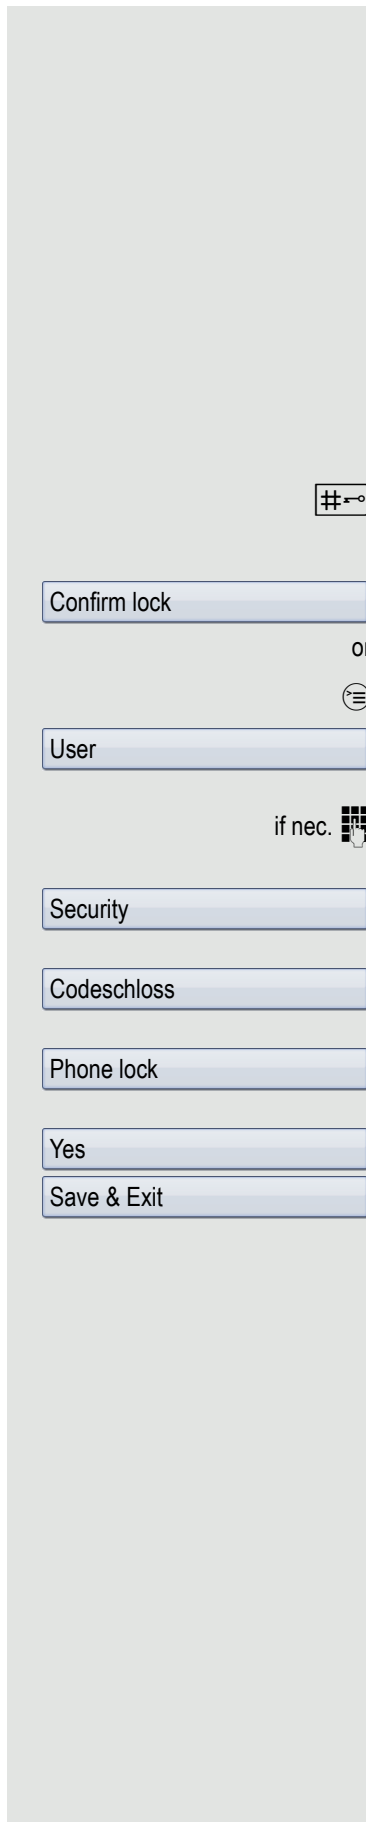 #
Confirm lock
or
User
if nec.
Security
Codeschloss
Phone lock
Yes
Save & Exit